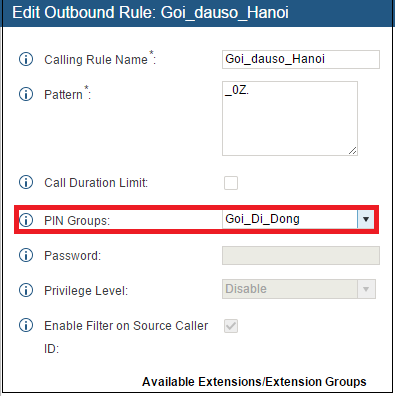 Edit Outbound Rule: Goi_dauso_Hanoi
Calling Rule Name*: Goi_dauso_Hanoi
Pattern*: _0Z.
Call Duration Limit:
PIN Groups: Goi_Di_Dong
Password:
Privilege Level: Disable
Enable Filter on Source Caller
ID:
Available Extensions/Extension Groups